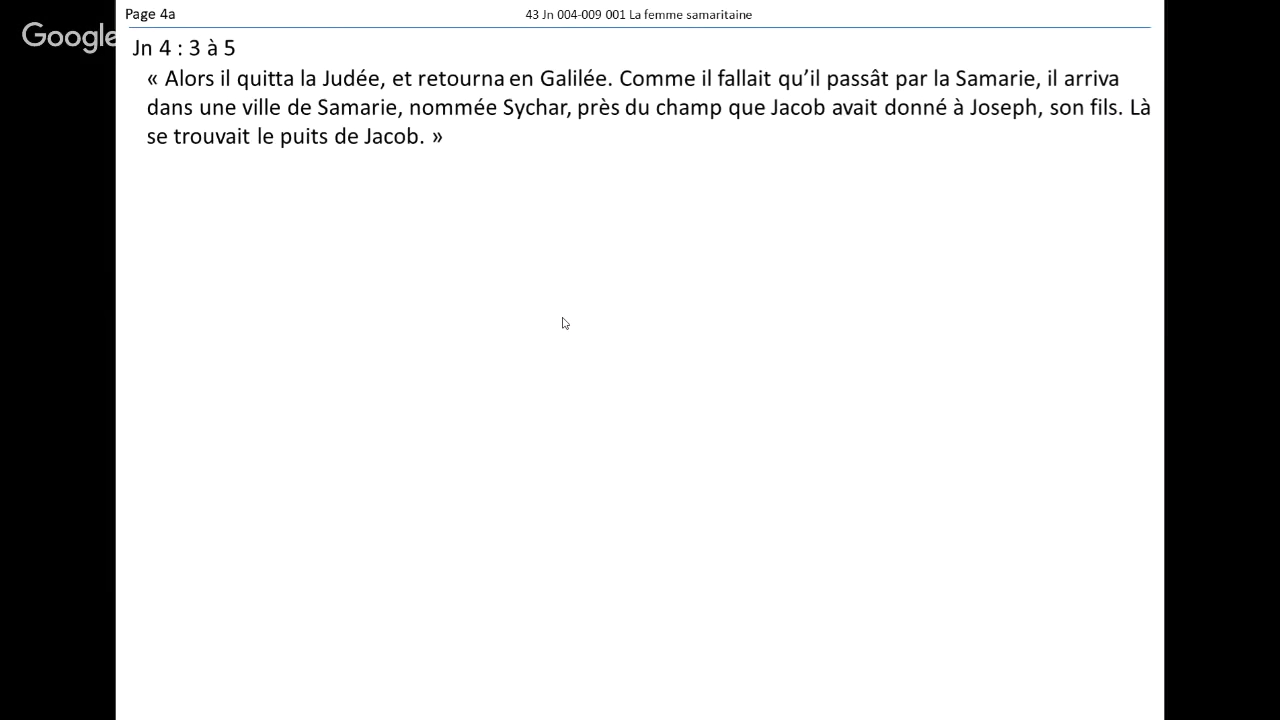 Page 4a
43 Jn 004-009 001 La femme samaritaine
Google
Jn 4 : 3 à 5
« Alors il quitta la Judée, et retourna en Galilée. Comme il fallait qu’il passât par la Samarie, il arriva
dans une ville de Samarie, nommée Sychar, près du champ que Jacob avait donné à Joseph, son fils. Là
se trouvait le puits de Jacob. »